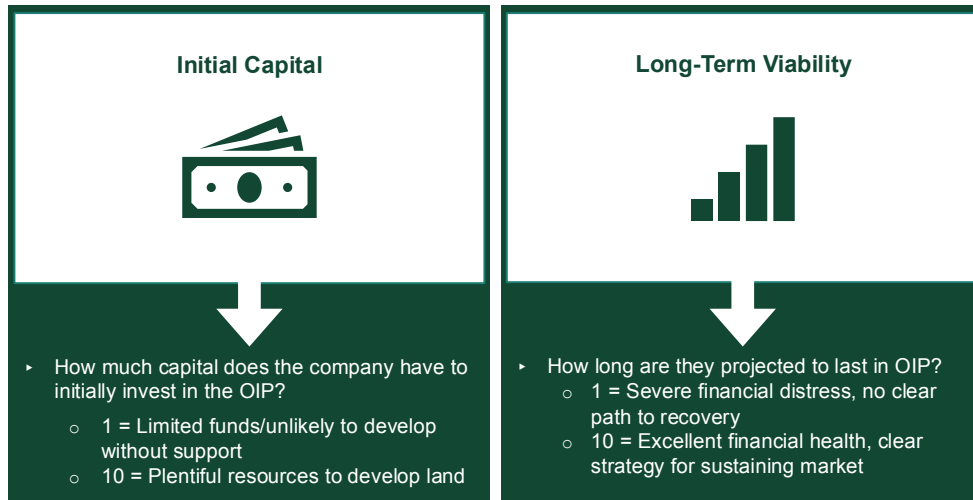 Initial Capital
‣ How much capital does the company have to
initially invest in the OIP?
o 1 = Limited funds/unlikely to develop
without support
o 10 = Plentiful resources to develop land
Long-Term Viability
‣ How long are they projected to last in OIP?
o 1 = Severe financial distress, no clear
path to recovery
o 10 = Excellent financial health, clear
strategy for sustaining market